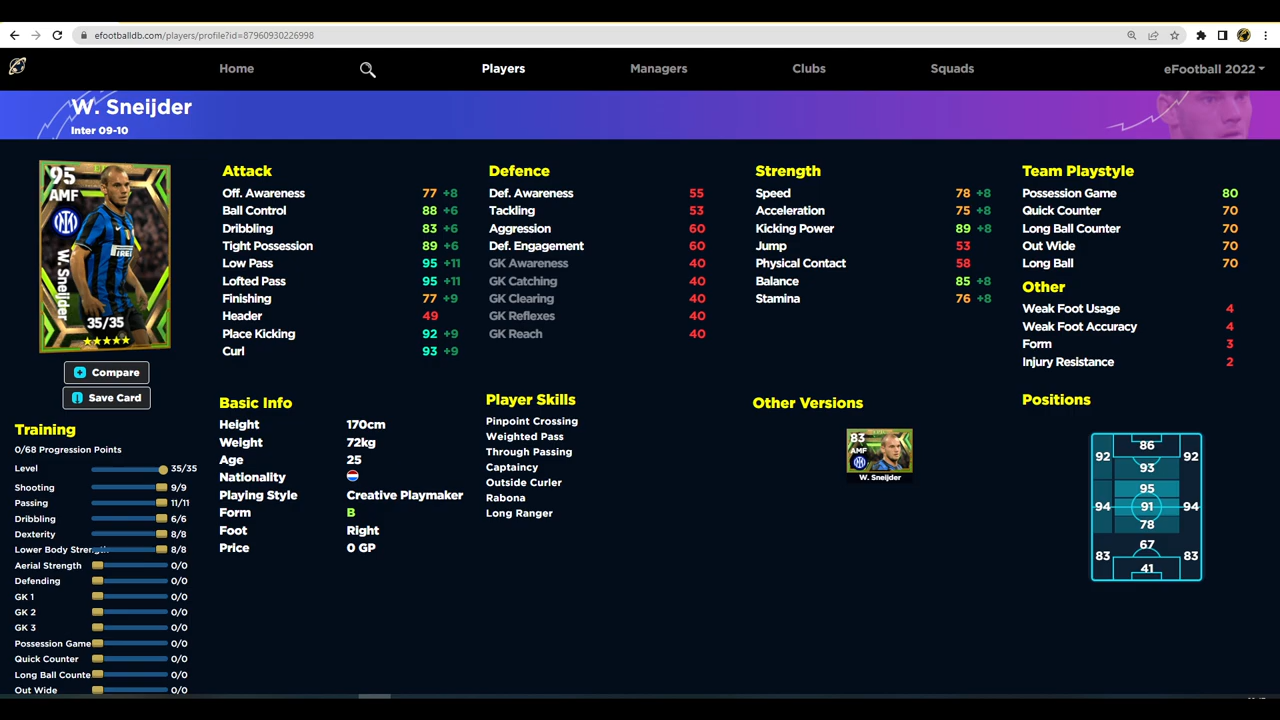 efootballdb.com/players/profile?id=87960930226998
Home
Players
Managers
Clubs
Squads
eFootball 2022
W. Sneijder
Inter 09-10
95
AMF
W. Sneijder
35/35
Compare
Save Card
Training
0/68 Progression Points
Level 35/35
Shooting 9/9
Passing 11/11
Dribbling 6/6
Dexterity 8/8
Lower Body Strength 8/8
Aerial Strength 0/0
Defending 0/0
GK 1 0/0
GK 2 0/0
GK 3 0/0
Possession Game 0/0
Quick Counter 0/0
Long Ball Counte 0/0
Out Wide 0/0
Attack
Off. Awareness 77 +8
Ball Control 88 +6
Dribbling 83 +6
Tight Possession 89 +6
Low Pass 95 +11
Lofted Pass 95 +11
Finishing 77 +9
Header 49
Place Kicking 92 +9
Curl 93 +9
Defence
Def. Awareness 55
Tackling 53
Aggression 60
Def. Engagement 60
GK Awareness 40
GK Catching 40
GK Clearing 40
GK Reflexes 40
GK Reach 40
Strength
Speed 78 +8
Acceleration 75 +8
Kicking Power 89 +8
Jump 53
Physical Contact 58
Balance 85 +8
Stamina 76 +8
Team Playstyle
Possession Game 80
Quick Counter 70
Long Ball Counter 70
Out Wide 70
Long Ball 70
Other
Weak Foot Usage 4
Weak Foot Accuracy 4
Form 3
Injury Resistance 2
Basic Info
Height 170cm
Weight 72kg
Age 25
Nationality
Playing Style Creative Playmaker
Form B
Foot Right
Price 0 GP
Player Skills
Pinpoint Crossing
Weighted Pass
Through Passing
Captaincy
Outside Curler
Rabona
Long Ranger
Other Versions
83
AMF
W. Sneijder
Positions
86
92 93 92
95
94 91 94
78
67
83 83
41